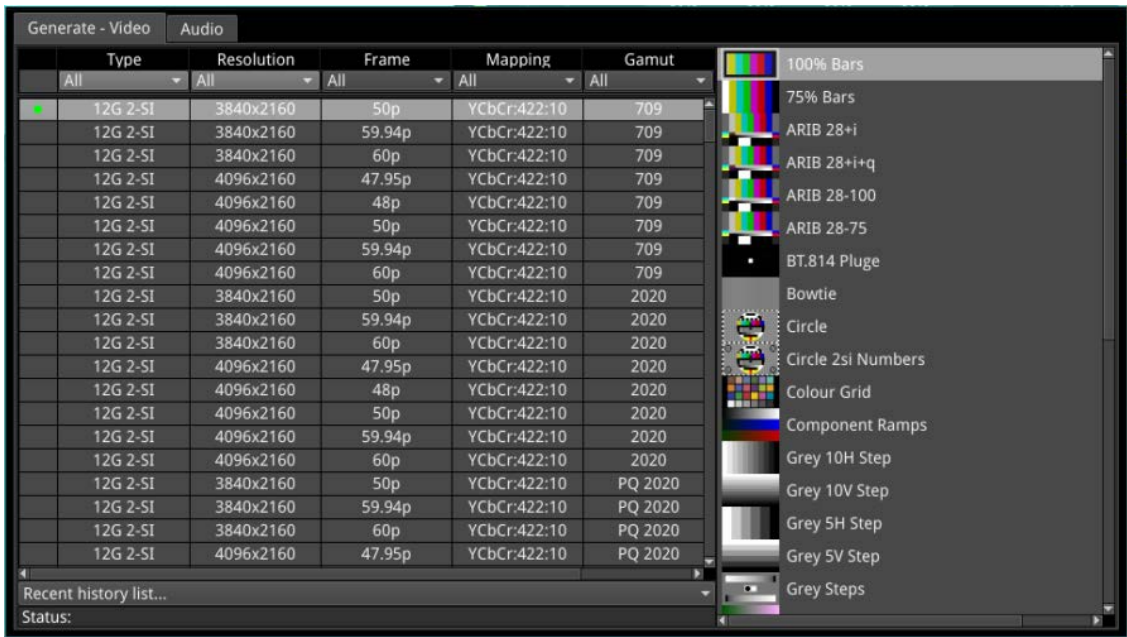 Generate - Video Audio
Type Resolution Frame Mapping Gamut
All All All All All
12G 2-SI 3840x2160 50p YCbCr:422:10 709
12G 2-SI 3840x2160 59.94p YCbCr:422:10 709
12G 2-SI 3840x2160 60p YCbCr:422:10 709
12G 2-SI 4096x2160 47.95p YCbCr:422:10 709
12G 2-SI 4096x2160 48p YCbCr:422:10 709
12G 2-SI 4096x2160 50p YCbCr:422:10 709
12G 2-SI 4096x2160 59.94p YCbCr:422:10 709
12G 2-SI 4096x2160 60p YCbCr:422:10 709
12G 2-SI 3840x2160 50p YCbCr:422:10 2020
12G 2-SI 3840x2160 59.94p YCbCr:422:10 2020
12G 2-SI 3840x2160 60p YCbCr:422:10 2020
12G 2-SI 4096x2160 47.95p YCbCr:422:10 2020
12G 2-SI 4096x2160 48p YCbCr:422:10 2020
12G 2-SI 4096x2160 50p YCbCr:422:10 2020
12G 2-SI 4096x2160 59.94p YCbCr:422:10 2020
12G 2-SI 4096x2160 60p YCbCr:422:10 2020
12G 2-SI 3840x2160 50p YCbCr:422:10 PQ 2020
12G 2-SI 3840x2160 59.94p YCbCr:422:10 PQ 2020
12G 2-SI 3840x2160 60p YCbCr:422:10 PQ 2020
12G 2-SI 4096x2160 47.95p YCbCr:422:10 PQ 2020
Recent history list...
Status:
100% Bars
75% Bars
ARIB 28+i
ARIB 28+i+q
ARIB 28-100
ARIB 28-75
BT.814 Pluge
Bowtie
Circle
Circle 2si Numbers
Colour Grid
Component Ramps
Grey 10H Step
Grey 10V Step
Grey 5H Step
Grey 5V Step
Grey Steps